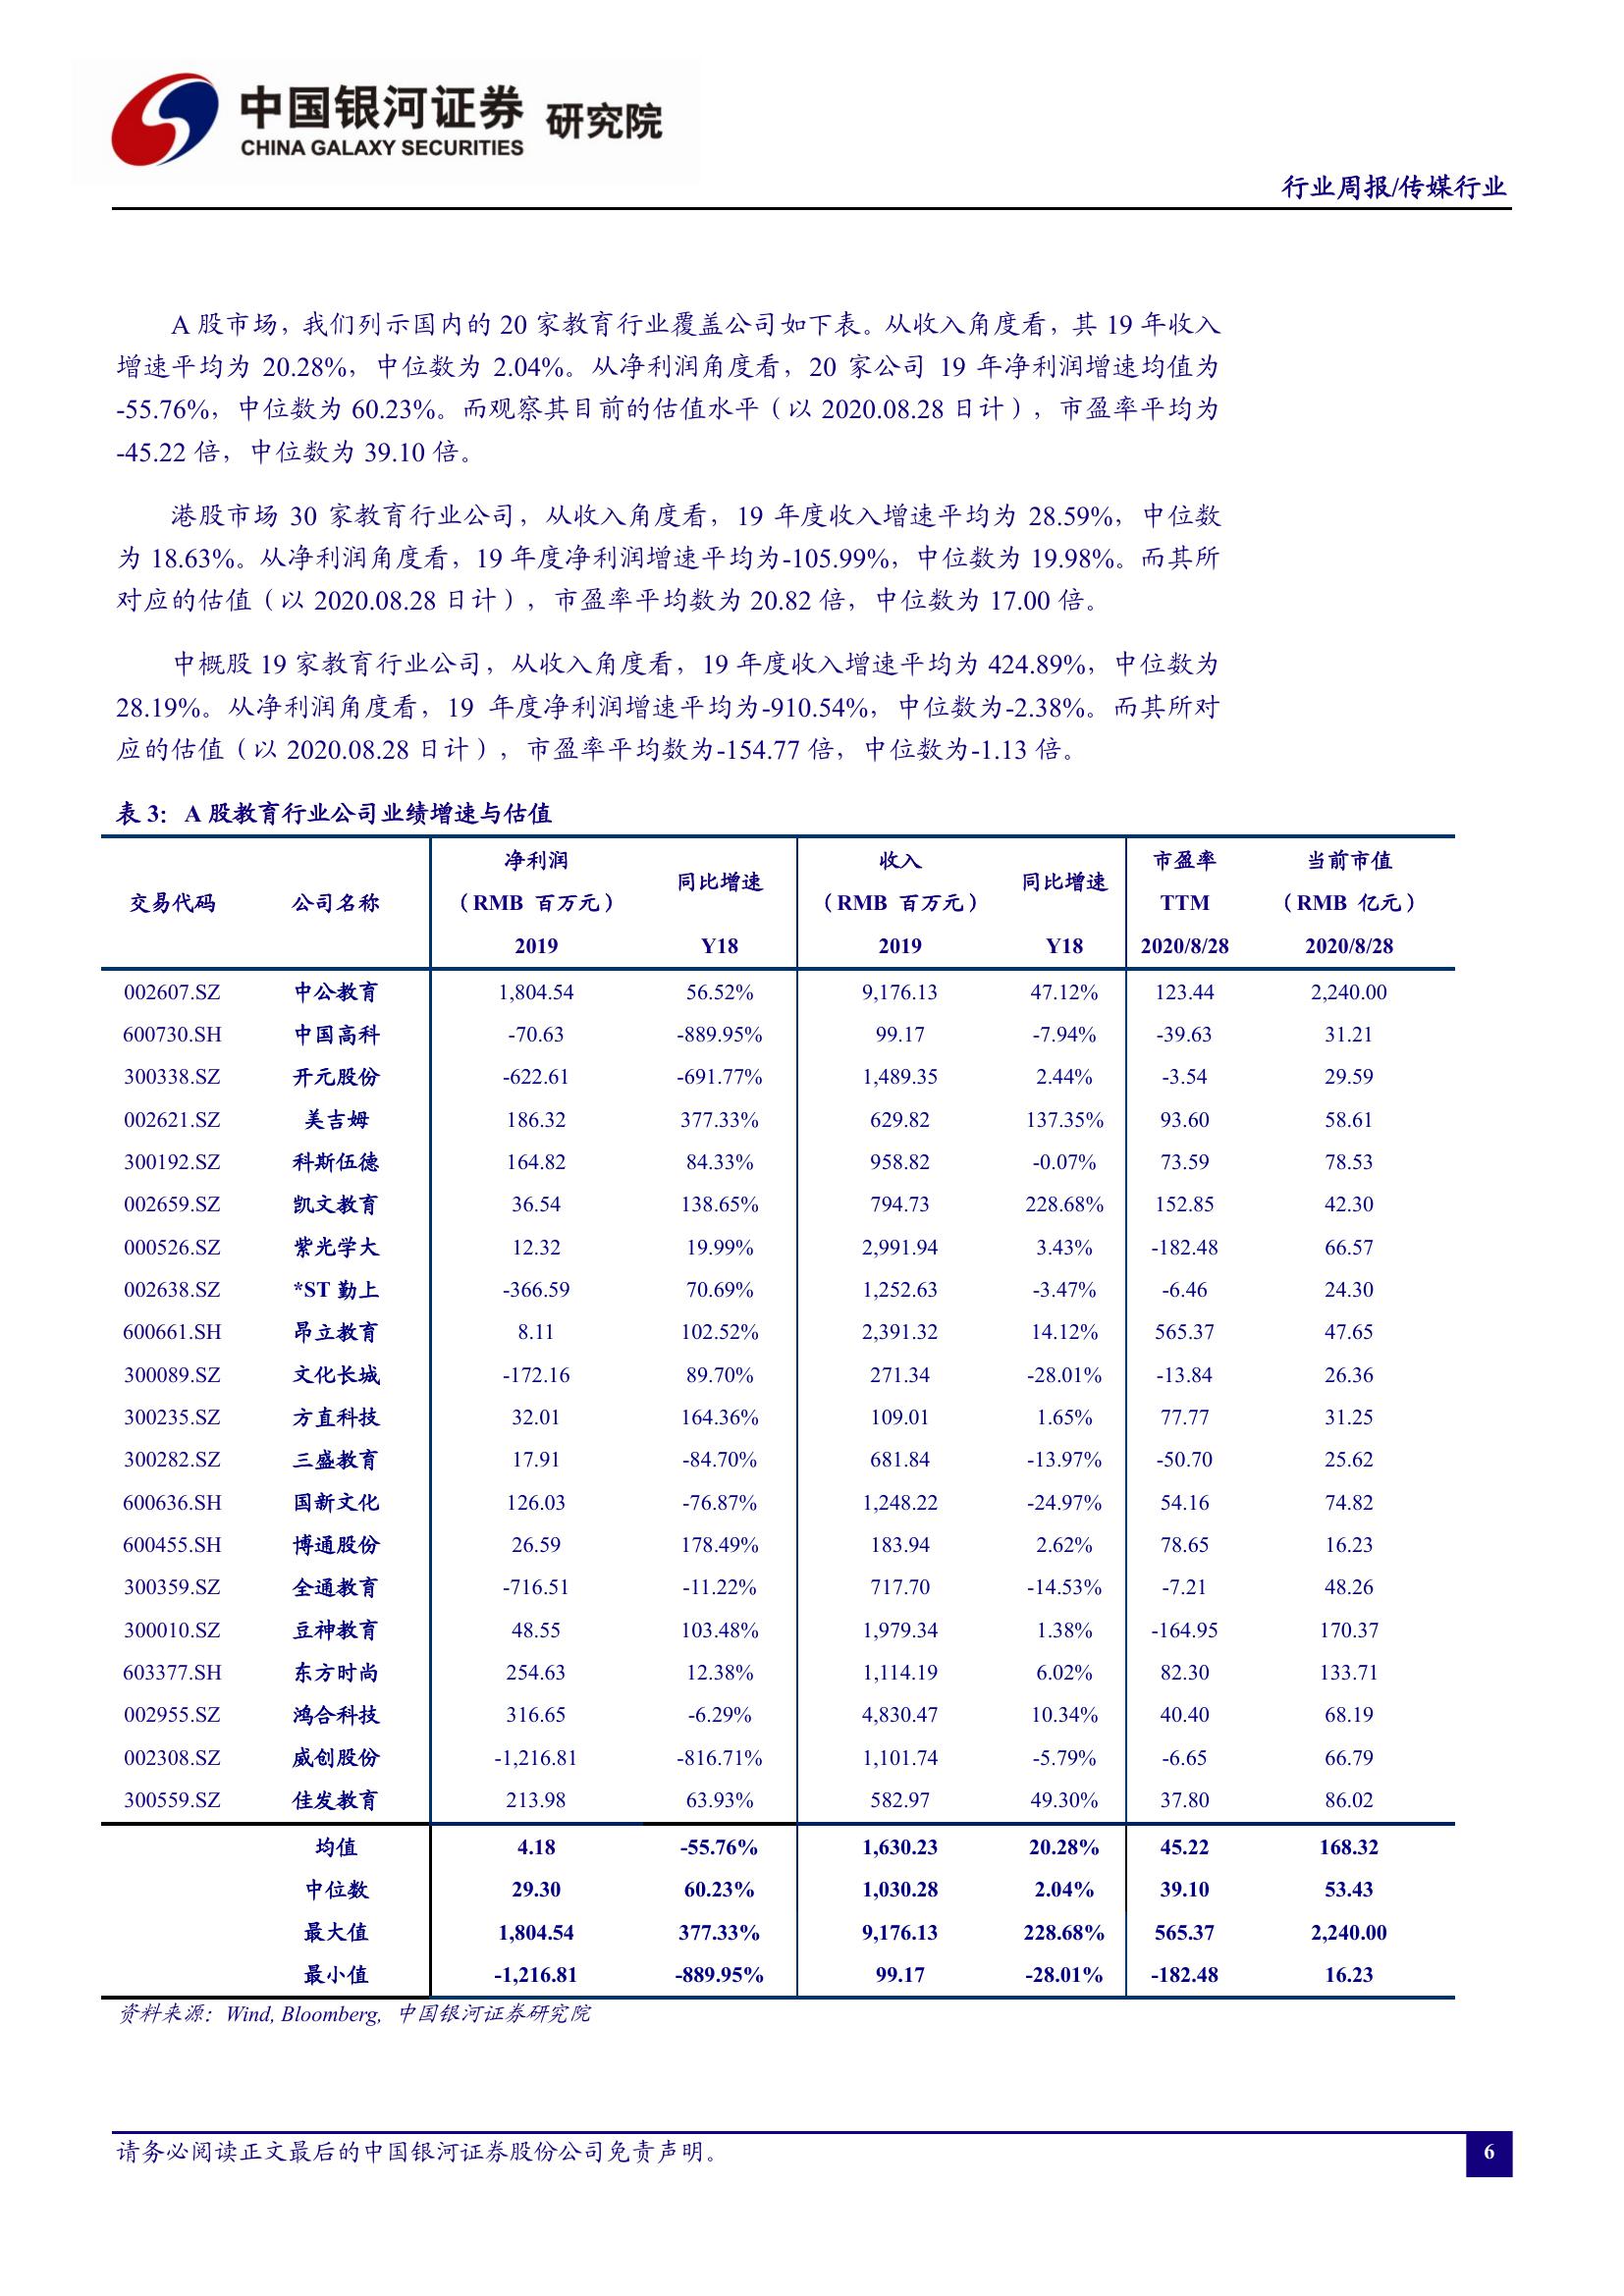 中国银河证券 研究院
CHINA GALAXY SECURITIES
行业周报/传媒行业
A 股市场，我们列示国内的 20 家教育行业覆盖公司如下表。从收入角度看，其 19 年收入
增速平均为 20.28%，中位数为 2.04%。从净利润角度看，20 家公司 19 年净利润增速均值为
-55.76%，中位数为 60.23%。而观察其目前的估值水平（以 2020.08.28 日计），市盈率平均为
-45.22 倍，中位数为 39.10 倍。
港股市场 30 家教育行业公司，从收入角度看，19 年度收入增速平均为 28.59%，中位数
为 18.63%。从净利润角度看，19 年度净利润增速平均为-105.99%，中位数为 19.98%。而其所
对应的估值（以 2020.08.28 日计），市盈率平均数为 20.82 倍，中位数为 17.00 倍。
中概股 19 家教育行业公司，从收入角度看，19 年度收入增速平均为 424.89%，中位数为
28.19%。从净利润角度看，19 年度净利润增速平均为-910.54%，中位数为-2.38%。而其所对
应的估值（以 2020.08.28 日计），市盈率平均数为-154.77 倍，中位数为-1.13 倍。
表 3：A 股教育行业公司业绩增速与估值
交易代码 公司名称 净利润（RMB 百万元） 同比增速 收入（RMB 百万元） 同比增速 市盈率 TTM 当前市值（RMB 亿元）
2019 Y18 2019 Y18 2020/8/28 2020/8/28
002607.SZ 中公教育 1,804.54 56.52% 9,176.13 47.12% 123.44 2,240.00
600730.SH 中国高科 -70.63 -889.95% 99.17 -7.94% -39.63 31.21
300338.SZ 开元股份 -622.61 -691.77% 1,489.35 2.44% -3.54 29.59
002621.SZ 美吉姆 186.32 377.33% 629.82 137.35% 93.60 58.61
300192.SZ 科斯伍德 164.82 84.33% 958.82 -0.07% 73.59 78.53
002659.SZ 凯文教育 36.54 138.65% 794.73 228.68% 152.85 42.30
000526.SZ 紫光学大 12.32 19.99% 2,991.94 3.43% -182.48 66.57
002638.SZ *ST 勤上 -366.59 70.69% 1,252.63 -3.47% -6.46 24.30
600661.SH 昂立教育 8.11 102.52% 2,391.32 14.12% 565.37 47.65
300089.SZ 文化长城 -172.16 89.70% 271.34 -28.01% -13.84 26.36
300235.SZ 方直科技 32.01 164.36% 109.01 1.65% 77.77 31.25
300282.SZ 三盛教育 17.91 -84.70% 681.84 -13.97% -50.70 25.62
600636.SH 国新文化 126.03 -76.87% 1,248.22 -24.97% 54.16 74.82
600455.SH 博通股份 26.59 178.49% 183.94 2.62% 78.65 16.23
300359.SZ 全通教育 -716.51 -11.22% 717.70 -14.53% -7.21 48.26
300010.SZ 豆神教育 48.55 103.48% 1,979.34 1.38% -164.95 170.37
603377.SH 东方时尚 254.63 12.38% 1,114.19 6.02% 82.30 133.71
002955.SZ 鸿合科技 316.65 -6.29% 4,830.47 10.34% 40.40 68.19
002308.SZ 威创股份 -1,216.81 -816.71% 1,101.74 -5.79% -6.65 66.79
300559.SZ 佳发教育 213.98 63.93% 582.97 49.30% 37.80 86.02
均值 4.18 -55.76% 1,630.23 20.28% 45.22 168.32
中位数 29.30 60.23% 1,030.28 2.04% 39.10 53.43
最大值 1,804.54 377.33% 9,176.13 228.68% 565.37 2,240.00
最小值 -1,216.81 -889.95% 99.17 -28.01% -182.48 16.23
资料来源：Wind, Bloomberg, 中国银河证券研究院
请务必阅读正文最后的中国银河证券股份公司免责声明。
6